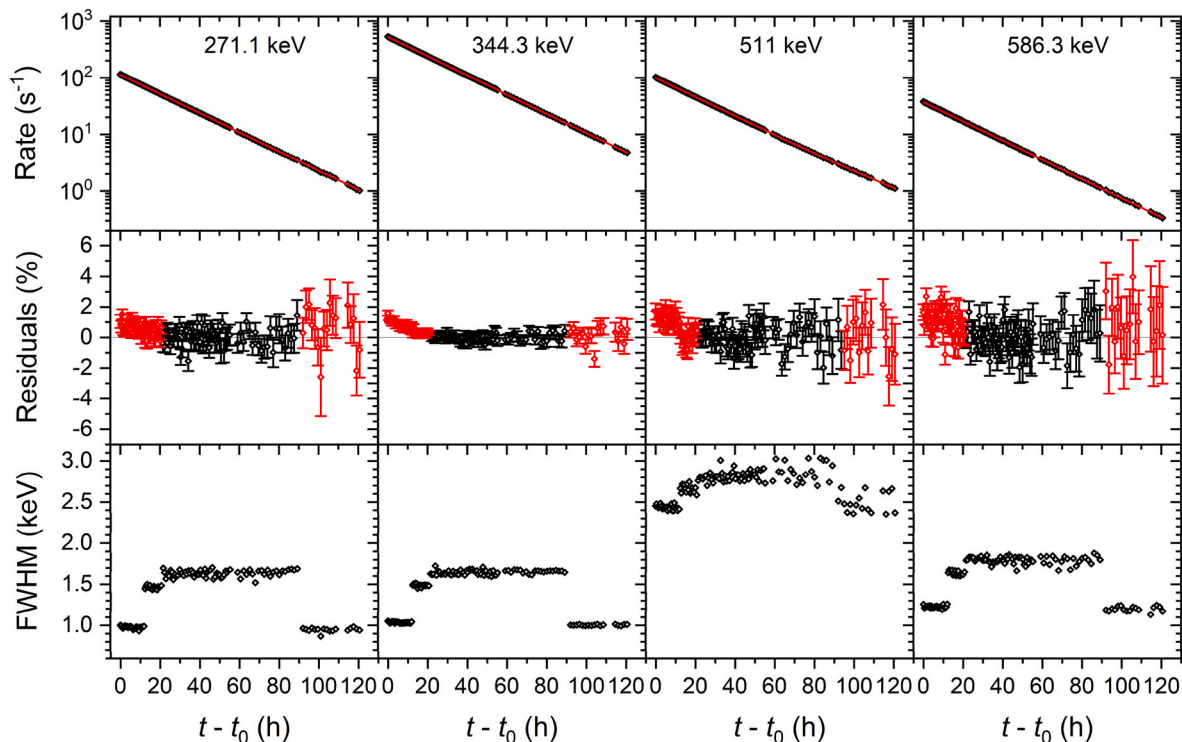 Rate (s⁻¹)
10³
10²
10¹
10⁰
271.1 keV
344.3 keV
511 keV
586.3 keV
Residuals (%)
6
4
2
0
-2
-4
-6
FWHM (keV)
3.0
2.5
2.0
1.5
1.0
0 20 40 60 80 100 120
0 20 40 60 80 100 120
0 20 40 60 80 100 120
0 20 40 60 80 100 120
t - t₀ (h)
t - t₀ (h)
t - t₀ (h)
t - t₀ (h)